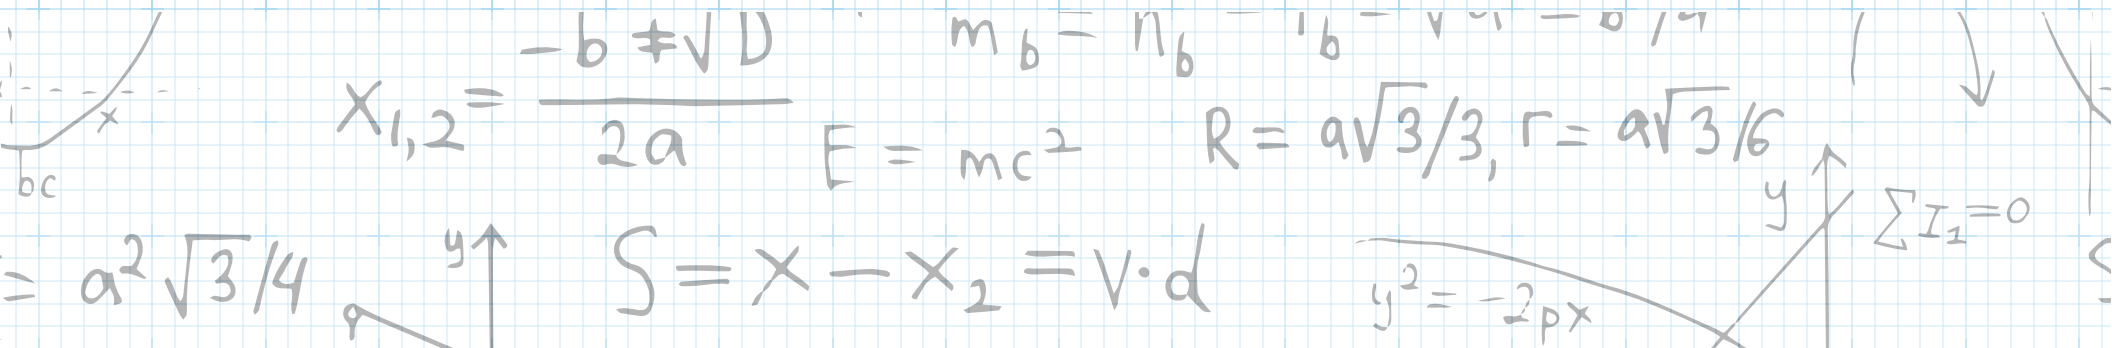 x
bc
X₁,₂ = (-b ± √D) / 2a
E = mc²
R = a√3/3, r = a√3/6
= a²√3/4
y
S = x - x₂ = v·d
y² = -2px
y
∑I₁ = 0